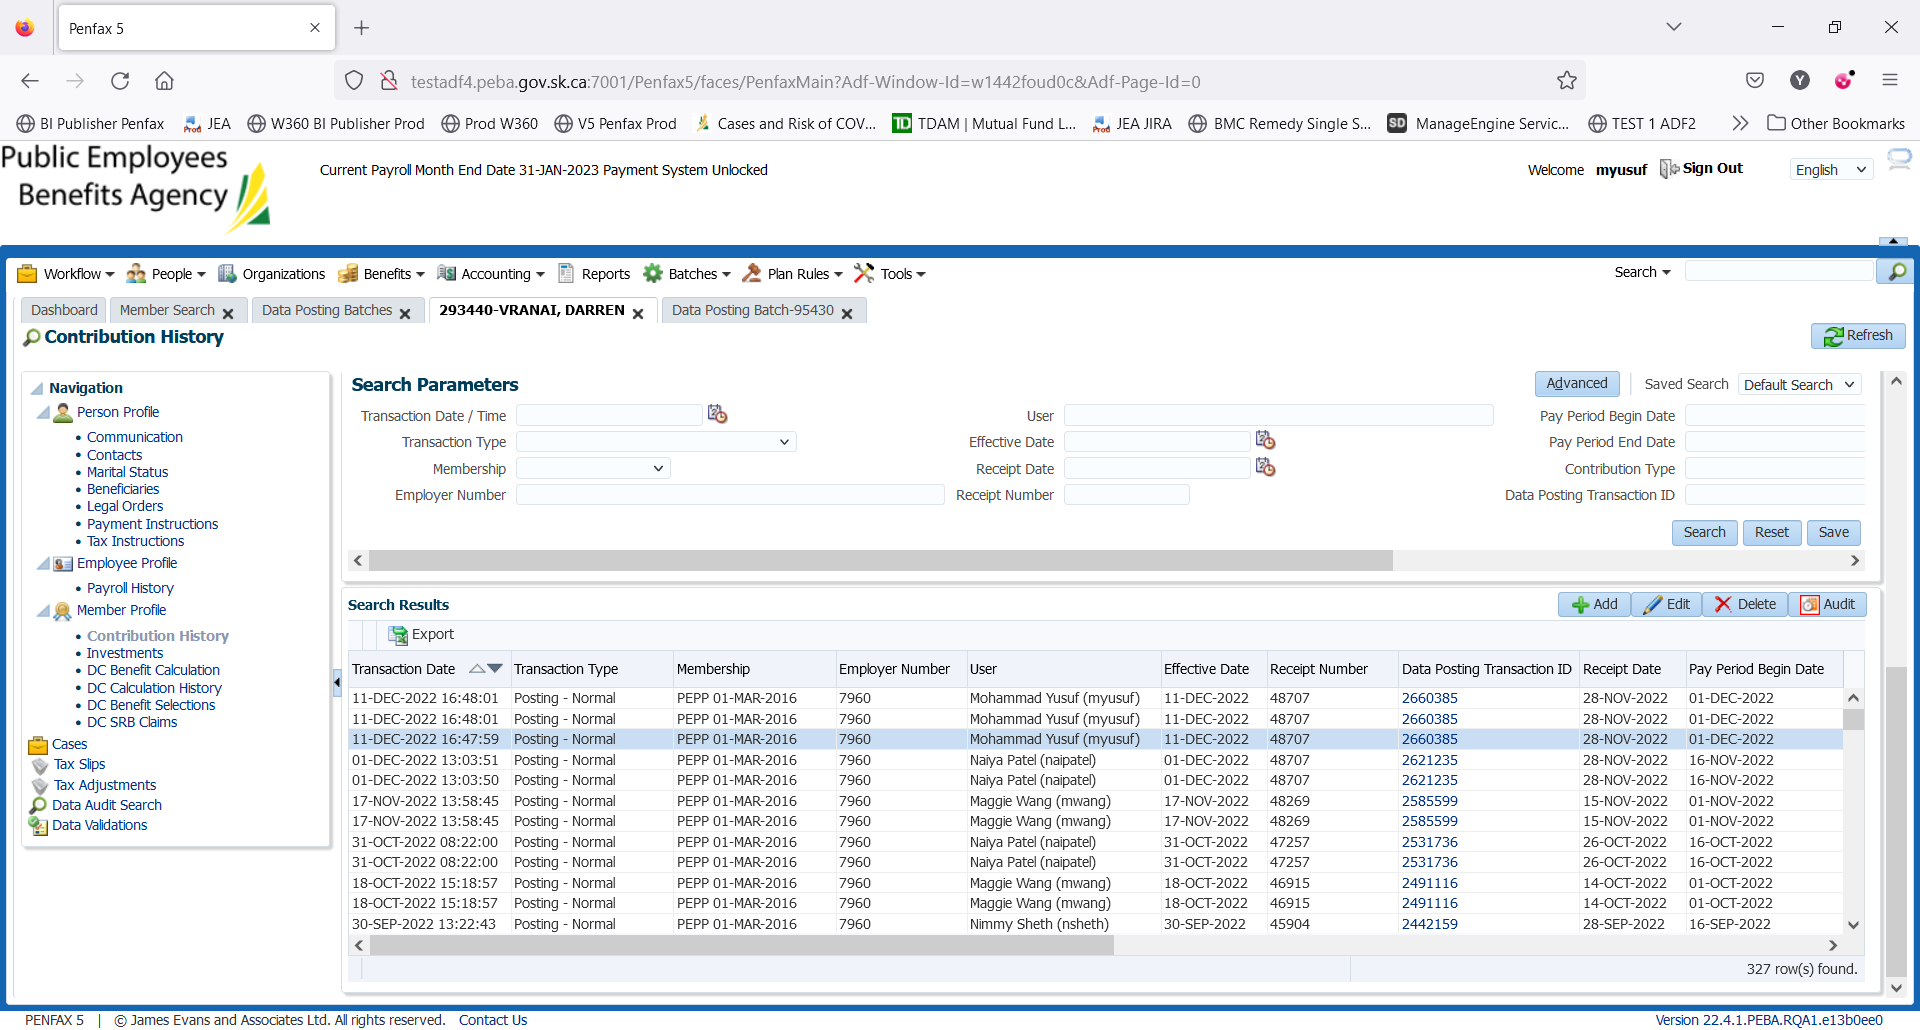 Penfax 5
testadf4.peba.gov.sk.ca:7001/Penfax5/faces/PenfaxMain?Adf-Window-Id=w1442foud0c&Adf-Page-Id=0
BI Publisher Penfax JEA W360 BI Publisher Prod Prod W360 V5 Penfax Prod Cases and Risk of COV... TDAM | Mutual Fund L... JEA JIRA BMC Remedy Single S... ManageEngine Servic... TEST 1 ADF2 Other Bookmarks
Public Employees
Benefits Agency
Current Payroll Month End Date 31-JAN-2023 Payment System Unlocked
Welcome myusuf Sign Out English
Workflow People Organizations Benefits Accounting Reports Batches Plan Rules Tools Search
Dashboard Member Search Data Posting Batches 293440-VRANAI, DARREN Data Posting Batch-95430
Contribution History Refresh
Navigation
Person Profile
Communication
Contacts
Marital Status
Beneficiaries
Legal Orders
Payment Instructions
Tax Instructions
Employee Profile
Payroll History
Member Profile
Contribution History
Investments
DC Benefit Calculation
DC Calculation History
DC Benefit Selections
DC SRB Claims
Cases
Tax Slips
Tax Adjustments
Data Audit Search
Data Validations
Search Parameters Advanced Saved Search Default Search
Transaction Date / Time User Pay Period Begin Date
Transaction Type Effective Date Pay Period End Date
Membership Receipt Date Contribution Type
Employer Number Receipt Number Data Posting Transaction ID
Search Reset Save
Search Results Add Edit Delete Audit
Export
Transaction Date Transaction Type Membership Employer Number User Effective Date Receipt Number Data Posting Transaction ID Receipt Date Pay Period Begin Date
11-DEC-2022 16:48:01 Posting - Normal PEPP 01-MAR-2016 7960 Mohammad Yusuf (myusuf) 11-DEC-2022 48707 2660385 28-NOV-2022 01-DEC-2022
11-DEC-2022 16:48:01 Posting - Normal PEPP 01-MAR-2016 7960 Mohammad Yusuf (myusuf) 11-DEC-2022 48707 2660385 28-NOV-2022 01-DEC-2022
11-DEC-2022 16:47:59 Posting - Normal PEPP 01-MAR-2016 7960 Mohammad Yusuf (myusuf) 11-DEC-2022 48707 2660385 28-NOV-2022 01-DEC-2022
01-DEC-2022 13:03:51 Posting - Normal PEPP 01-MAR-2016 7960 Naiya Patel (naipatel) 01-DEC-2022 48707 2621235 28-NOV-2022 16-NOV-2022
01-DEC-2022 13:03:50 Posting - Normal PEPP 01-MAR-2016 7960 Naiya Patel (naipatel) 01-DEC-2022 48707 2621235 28-NOV-2022 16-NOV-2022
17-NOV-2022 13:58:45 Posting - Normal PEPP 01-MAR-2016 7960 Maggie Wang (mwang) 17-NOV-2022 48269 2585599 15-NOV-2022 01-NOV-2022
17-NOV-2022 13:58:45 Posting - Normal PEPP 01-MAR-2016 7960 Maggie Wang (mwang) 17-NOV-2022 48269 2585599 15-NOV-2022 01-NOV-2022
31-OCT-2022 08:22:00 Posting - Normal PEPP 01-MAR-2016 7960 Naiya Patel (naipatel) 31-OCT-2022 47257 2531736 26-OCT-2022 16-OCT-2022
31-OCT-2022 08:22:00 Posting - Normal PEPP 01-MAR-2016 7960 Naiya Patel (naipatel) 31-OCT-2022 47257 2531736 26-OCT-2022 16-OCT-2022
18-OCT-2022 15:18:57 Posting - Normal PEPP 01-MAR-2016 7960 Maggie Wang (mwang) 18-OCT-2022 46915 2491116 14-OCT-2022 01-OCT-2022
18-OCT-2022 15:18:57 Posting - Normal PEPP 01-MAR-2016 7960 Maggie Wang (mwang) 18-OCT-2022 46915 2491116 14-OCT-2022 01-OCT-2022
30-SEP-2022 13:22:43 Posting - Normal PEPP 01-MAR-2016 7960 Nimmy Sheth (nsheth) 30-SEP-2022 45904 2442159 28-SEP-2022 16-SEP-2022
327 row(s) found.
PENFAX 5 | © James Evans and Associates Ltd. All rights reserved. Contact Us Version 22.4.1.PEBA.RQA1.e13b0ee0